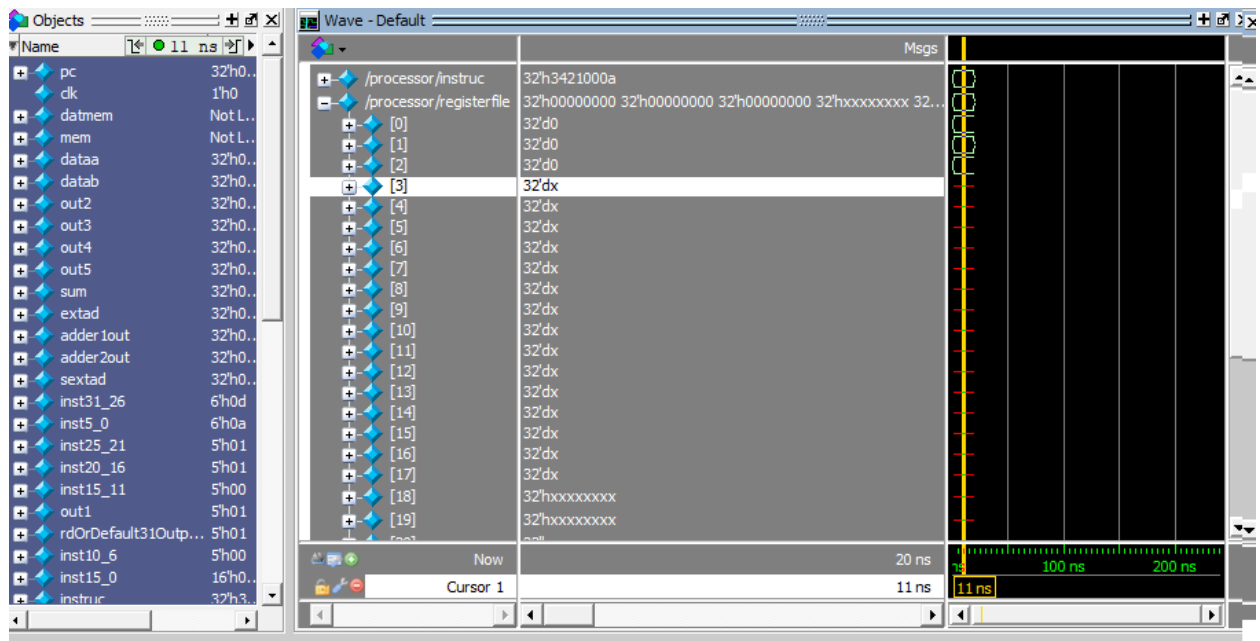 Objects
Name 11 ns
pc 32'h0..
clk 1'h0
datmem Not L..
mem Not L..
dataa 32'h0..
datab 32'h0..
out2 32'h0..
out3 32'h0..
out4 32'h0..
out5 32'h0..
sum 32'h0..
extad 32'h0..
adder1out 32'h0..
adder2out 32'h0..
sextad 32'h0..
inst31_26 6'h0d
inst5_0 6'h0a
inst25_21 5'h01
inst20_16 5'h01
inst15_11 5'h00
out1 5'h01
rdOrDefault31Outp... 5'h01
inst10_6 5'h00
inst15_0 16'h0..
instruc 32'h3..
Wave - Default
Msgs
/processor/instruc 32'h3421000a
/processor/registerfile 32'h00000000 32'h00000000 32'h00000000 32'hxxxxxxxx 32...
[0] 32'd0
[1] 32'd0
[2] 32'd0
[3] 32'dx
[4] 32'dx
[5] 32'dx
[6] 32'dx
[7] 32'dx
[8] 32'dx
[9] 32'dx
[10] 32'dx
[11] 32'dx
[12] 32'dx
[13] 32'dx
[14] 32'dx
[15] 32'dx
[16] 32'dx
[17] 32'dx
[18] 32'hxxxxxxxx
[19] 32'hxxxxxxxx
Now 20 ns
100 ns 200 ns
Cursor 1 11 ns
11 ns